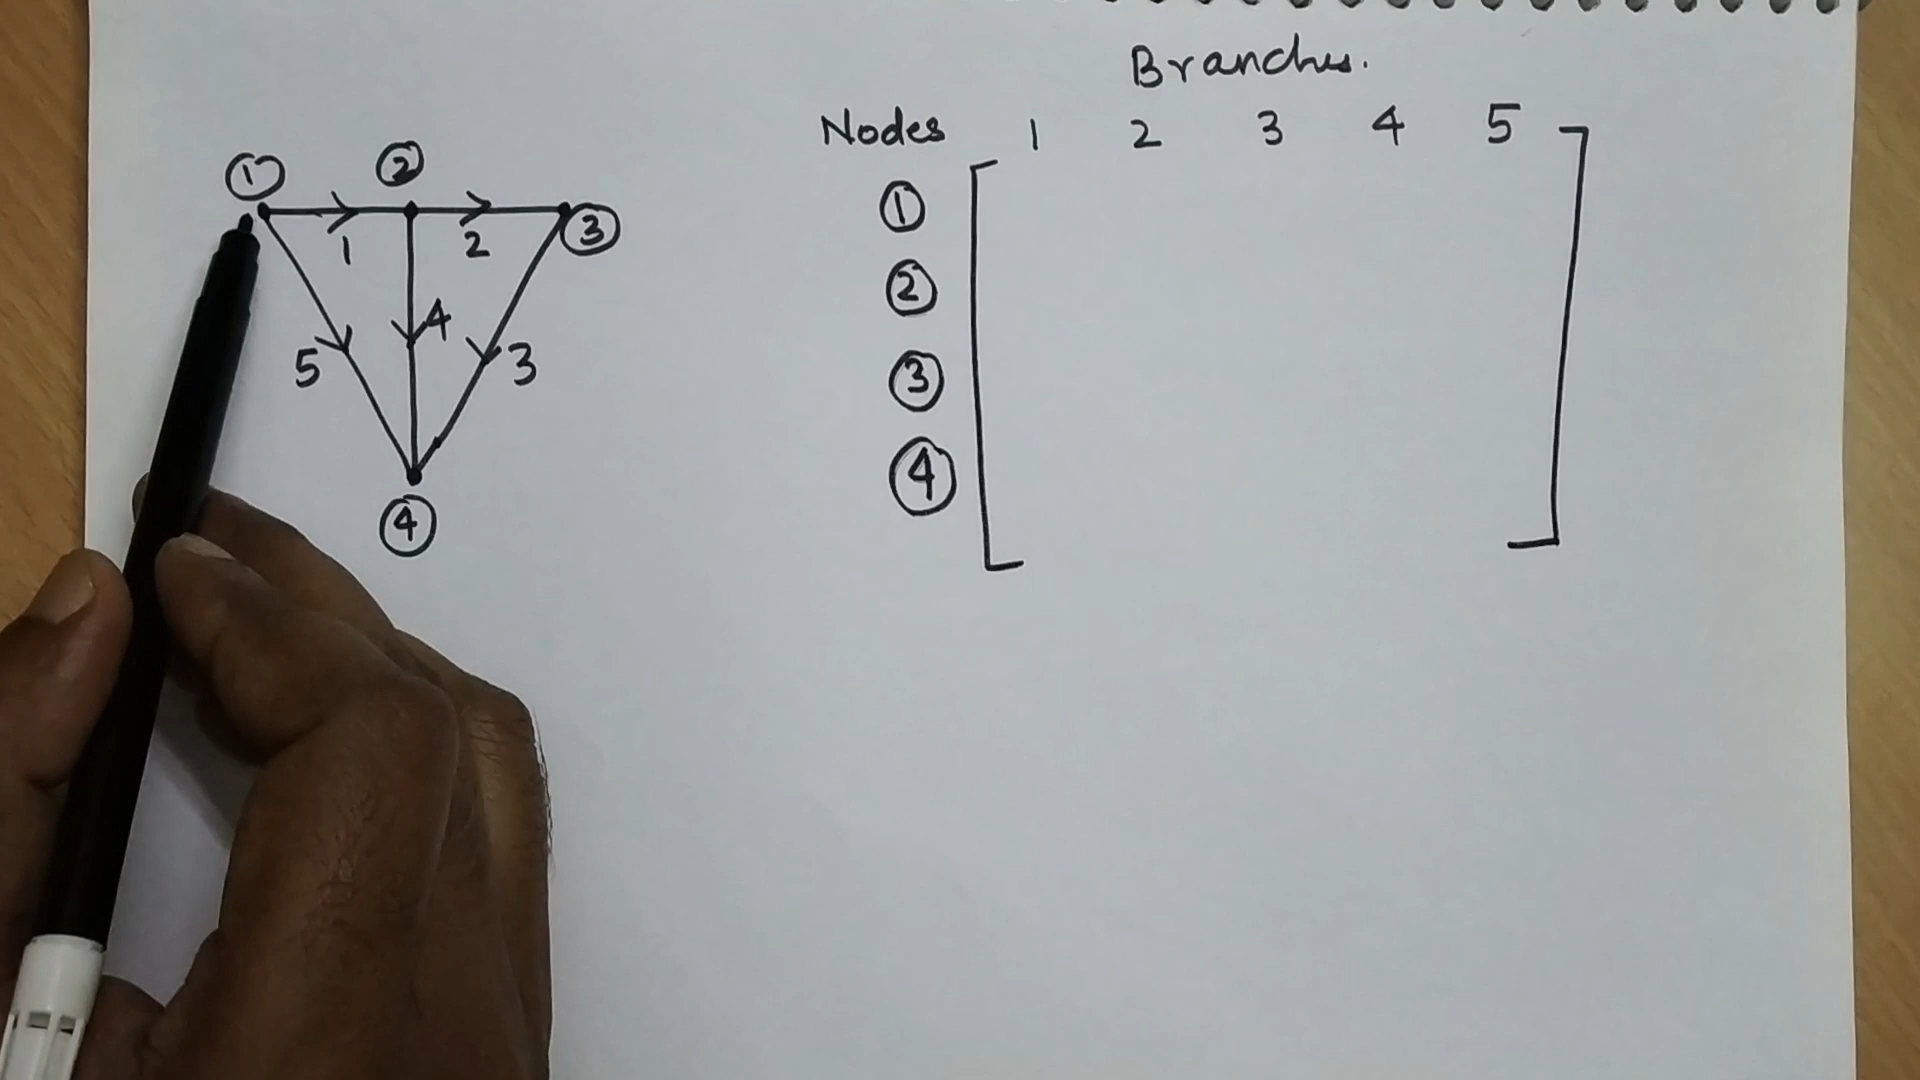 Branches.
Nodes 1 2 3 4 5
①
②
③
④
① ② ③
1 2
5 4 3
④